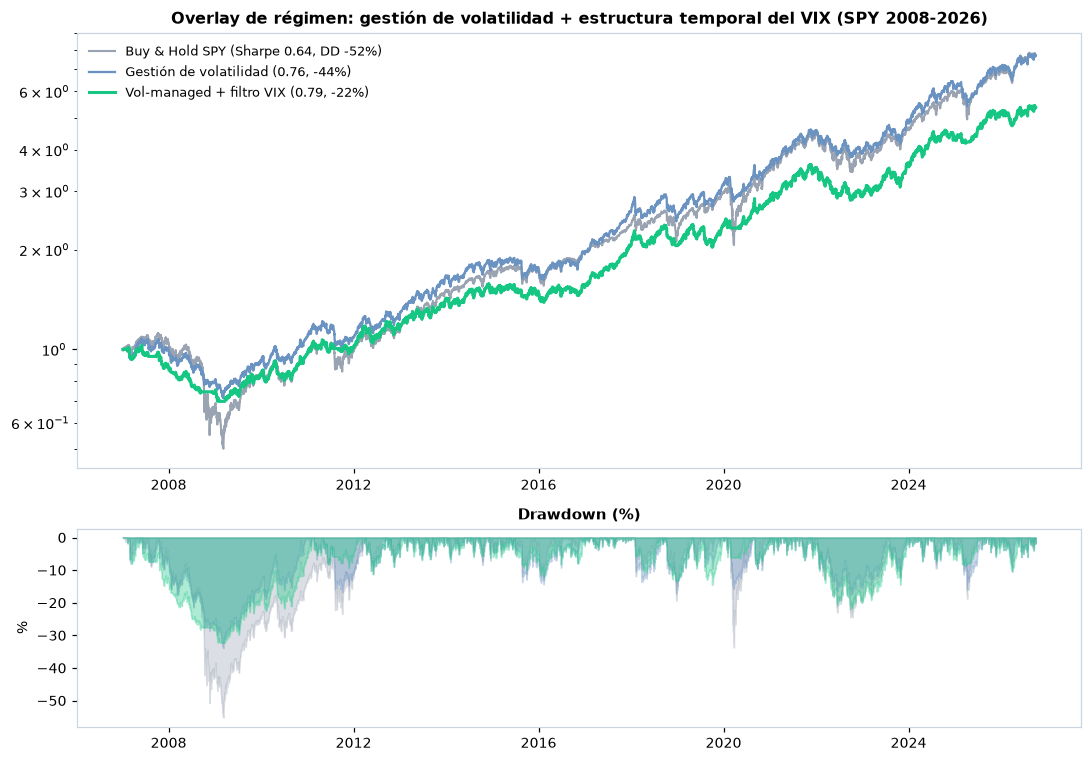 Overlay de régimen: gestión de volatilidad + estructura temporal del VIX (SPY 2008-2026)
Buy & Hold SPY (Sharpe 0.64, DD -52%)
Gestión de volatilidad (0.76, -44%)
Vol-managed + filtro VIX (0.79, -22%)
6 × 10⁰
4 × 10⁰
3 × 10⁰
2 × 10⁰
10⁰
6 × 10⁻¹
2008
2012
2016
2020
2024
Drawdown (%)
0
−10
−20
−30
−40
−50
%
2008
2012
2016
2020
2024